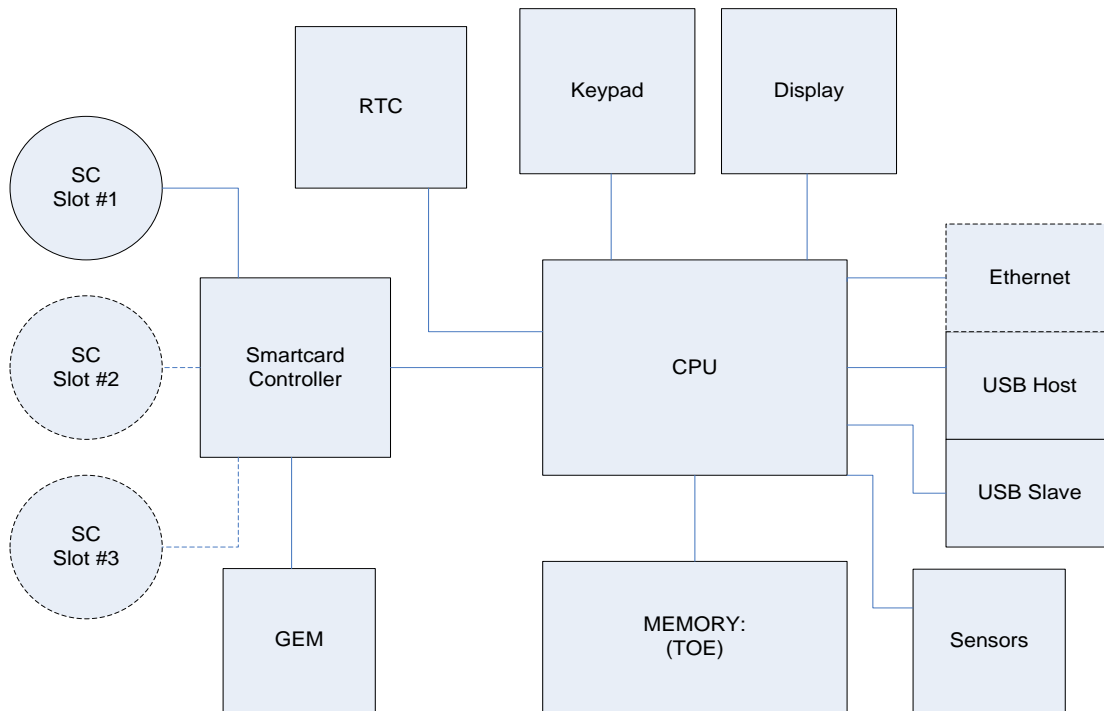 Keypad
Display
RTC
SC
Slot #1
Ethernet
SC
Slot #2
Smartcard
Controller
CPU
USB Host
USB Slave
SC
Slot #3
GEM
MEMORY:
(TOE)
Sensors